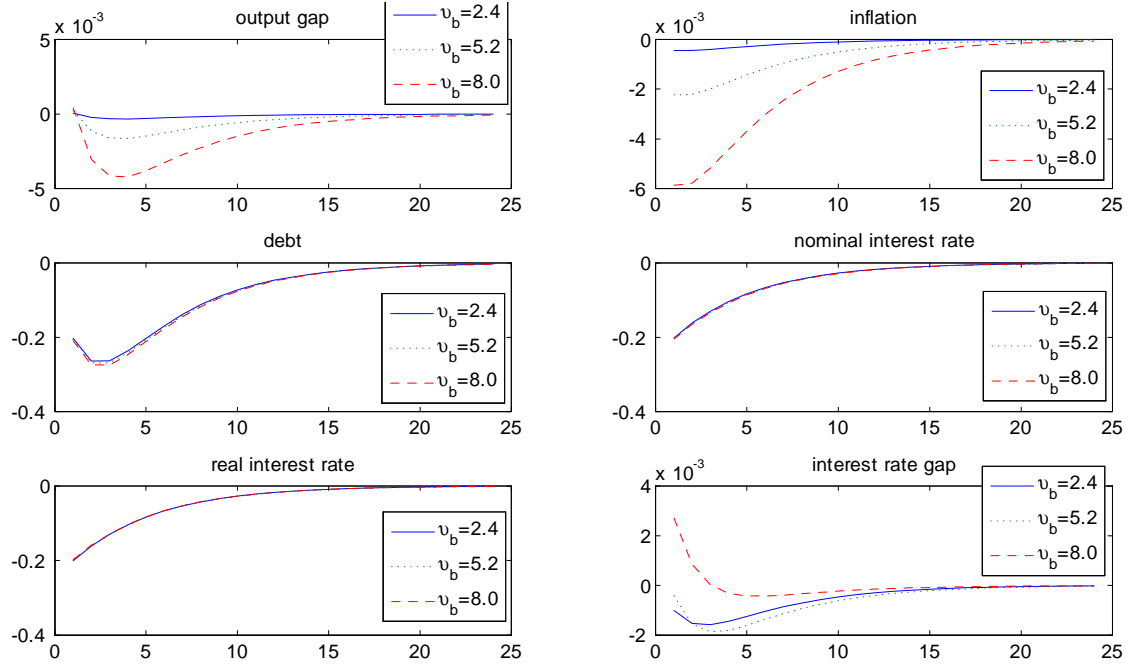 output gap
x 10-3
5
0
-5
0 5 10 15 20 25
υb=2.4
υb=5.2
υb=8.0
inflation
x 10-3
0
-2
-4
-6
0 5 10 15 20 25
υb=2.4
υb=5.2
υb=8.0
debt
0
-0.2
-0.4
0 5 10 15 20 25
υb=2.4
υb=5.2
υb=8.0
nominal interest rate
0
-0.2
-0.4
0 5 10 15 20 25
υb=2.4
υb=5.2
υb=8.0
real interest rate
0
-0.2
-0.4
0 5 10 15 20 25
υb=2.4
υb=5.2
υb=8.0
interest rate gap
x 10-3
4
2
0
-2
0 5 10 15 20 25
υb=2.4
υb=5.2
υb=8.0